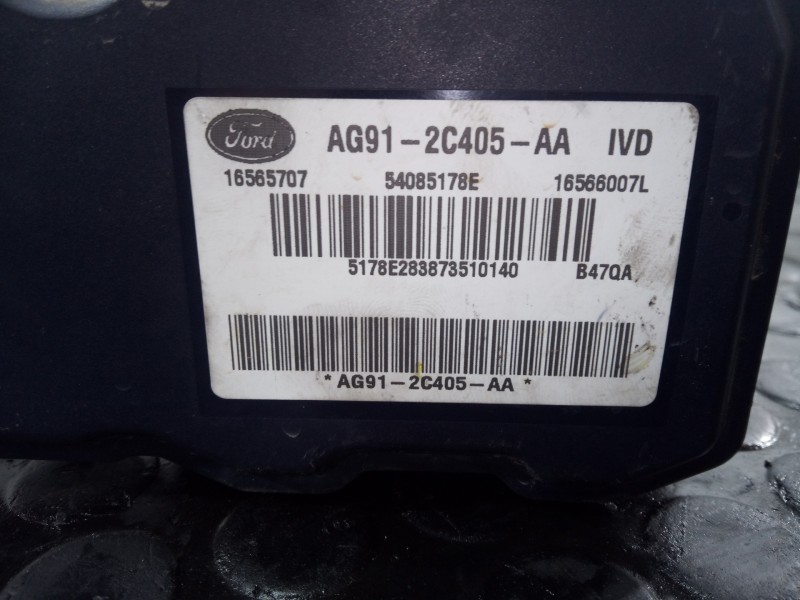 Ford AG91-2C405-AA IVD
16565707 54085178E 16566007L
5178E283873510140 B47QA
* AG91-2C405-AA *